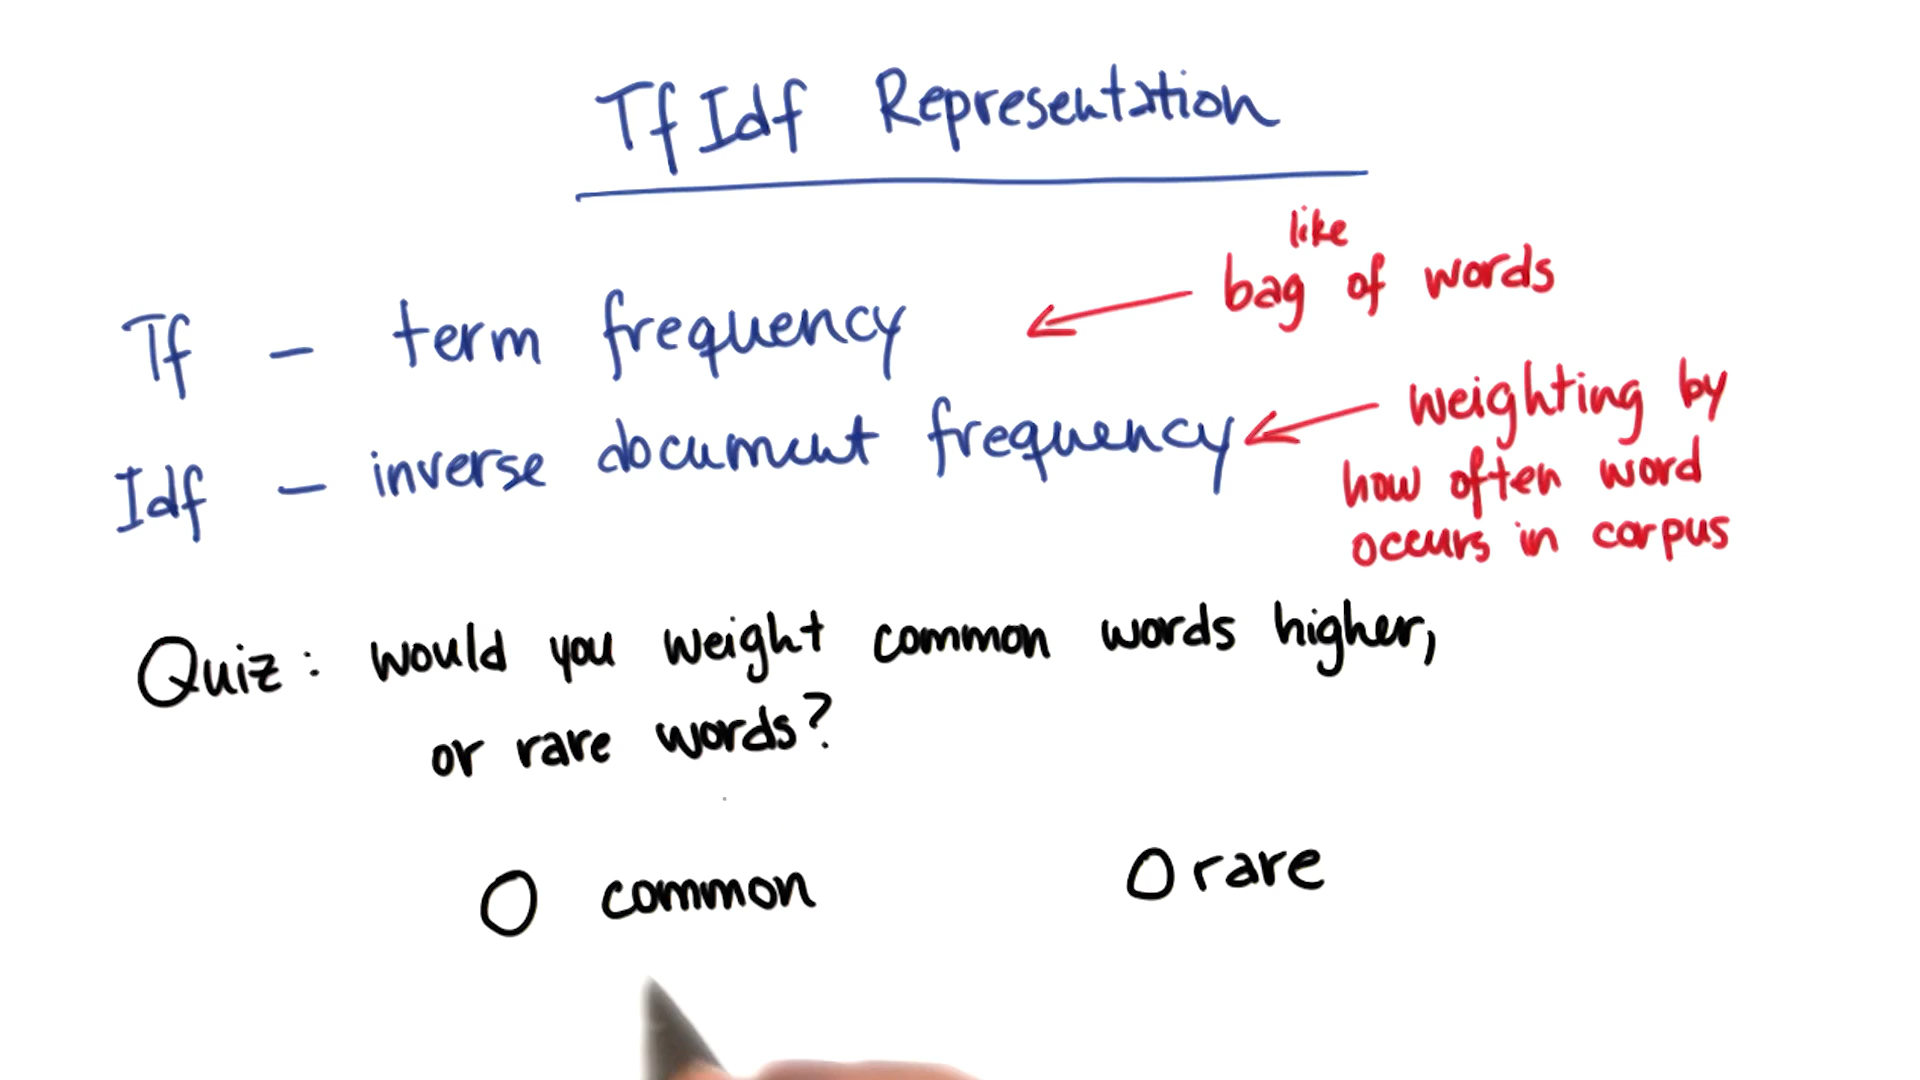 Tf Idf Representation
like
bag of words
Tf – term frequency
Idf – inverse document frequency
weighting by
how often word
occurs in corpus
Quiz: would you weight common words higher,
or rare words?
common
rare